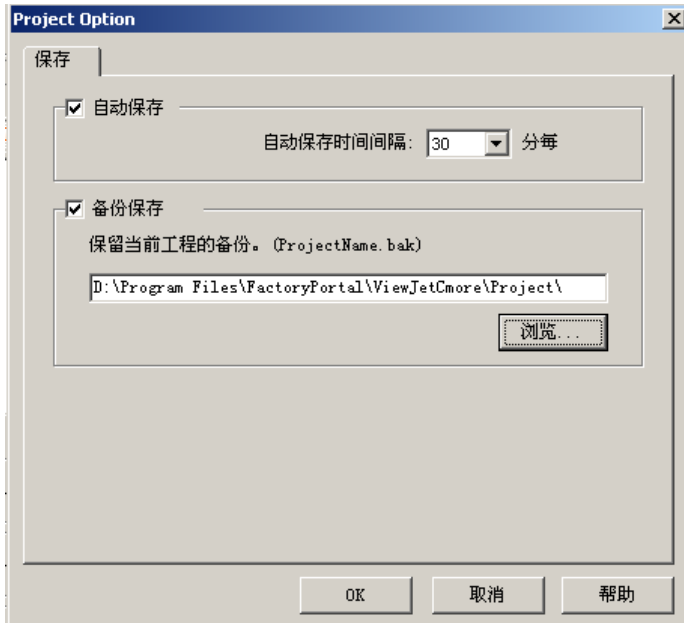 Project Option
保存
自动保存
自动保存时间间隔: 30 分每
备份保存
保留当前工程的备份。(ProjectName.bak)
D:\Program Files\FactoryPortal\ViewJetCmore\Project\
浏览...
OK 取消 帮助